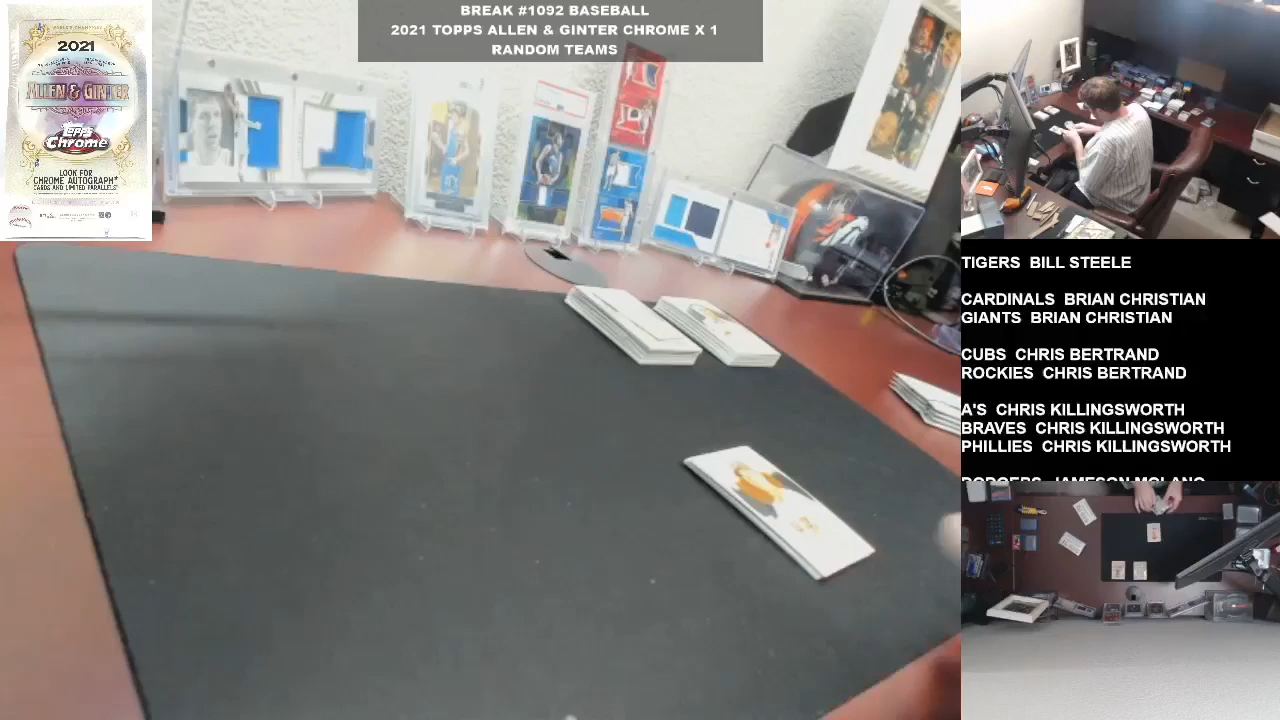 BREAK #1092 BASEBALL
2021 TOPPS ALLEN & GINTER CHROME X 1
RANDOM TEAMS
2021
ALLEN & GINTER
Topps
Chrome
LOOK FOR
CHROME AUTOGRAPH*
CARDS AND LIMITED PARALLELS!*
TIGERS BILL STEELE
CARDINALS BRIAN CHRISTIAN
GIANTS BRIAN CHRISTIAN
CUBS CHRIS BERTRAND
ROCKIES CHRIS BERTRAND
A'S CHRIS KILLINGSWORTH
BRAVES CHRIS KILLINGSWORTH
PHILLIES CHRIS KILLINGSWORTH